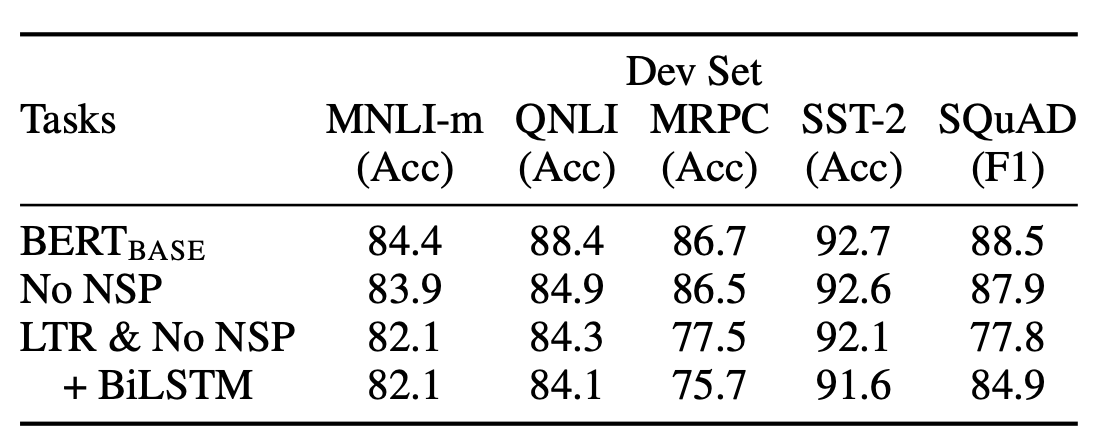 Dev Set
Tasks MNLI-m QNLI MRPC SST-2 SQuAD
(Acc) (Acc) (Acc) (Acc) (F1)
BERTBASE 84.4 88.4 86.7 92.7 88.5
No NSP 83.9 84.9 86.5 92.6 87.9
LTR & No NSP 82.1 84.3 77.5 92.1 77.8
+ BiLSTM 82.1 84.1 75.7 91.6 84.9